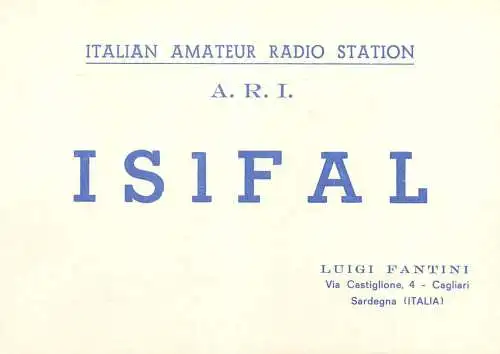 ITALIAN AMATEUR RADIO STATION
A. R. I.
IS1FAL
LUIGI FANTINI
Via Castiglione, 4 - Cagliari
Sardegna (ITALIA)